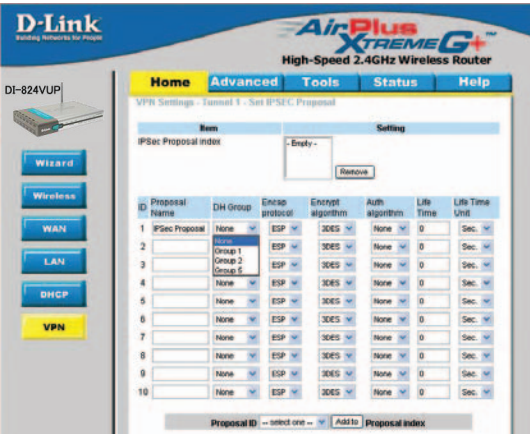 D-Link
Building Networks for People
AirPlus
XTREME G+™
High-Speed 2.4GHz Wireless Router
DI-824VUP
Home Advanced Tools Status Help
VPN Settings - Tunnel 1 - Set IPSEC Proposal
Item Setting
IPSec Proposal index
- Empty -
Remove
Wizard
Wireless
WAN
LAN
DHCP
VPN
ID Proposal Name DH Group Encap protocol Encrypt algorithm Auth algorithm Life Time Life Time Unit
1 IPSec Proposal None ESP 3DES None 0 Sec.
None
Group 1
Group 2
Group 5
2 ESP 3DES None 0 Sec.
3 ESP 3DES None 0 Sec.
4 None ESP 3DES None 0 Sec.
5 None ESP 3DES None 0 Sec.
6 None ESP 3DES None 0 Sec.
7 None ESP 3DES None 0 Sec.
8 None ESP 3DES None 0 Sec.
9 None ESP 3DES None 0 Sec.
10 None ESP 3DES None 0 Sec.
Proposal ID -- select one -- Add to Proposal index